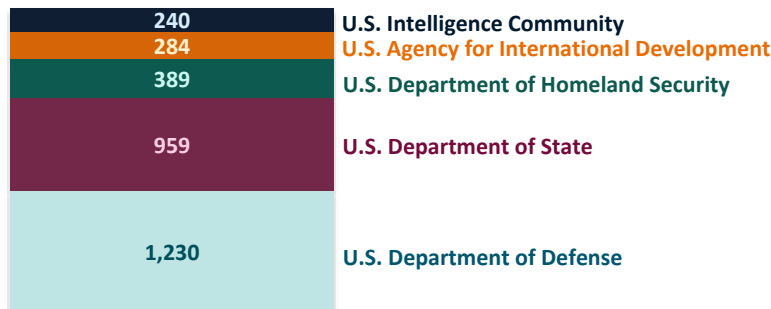 240 U.S. Intelligence Community
284 U.S. Agency for International Development
389 U.S. Department of Homeland Security
959 U.S. Department of State
1,230 U.S. Department of Defense